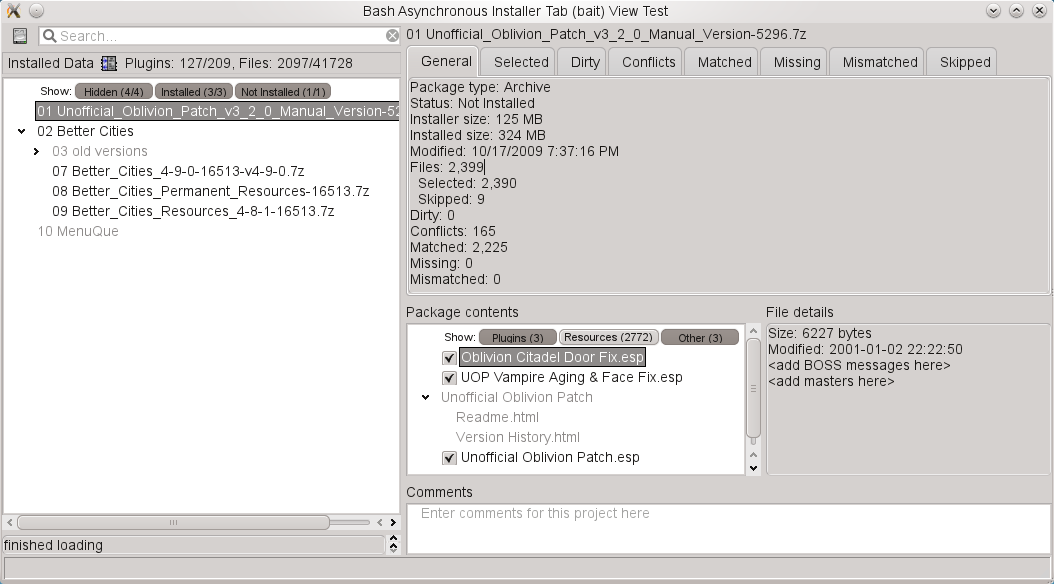 Bash Asynchronous Installer Tab (bait) View Test
Search...
Installed Data Plugins: 127/209, Files: 2097/41728
Show: Hidden (4/4) Installed (3/3) Not Installed (1/1)
01 Unofficial_Oblivion_Patch_v3_2_0_Manual_Version-52
02 Better Cities
03 old versions
07 Better_Cities_4-9-0-16513-v4-9-0.7z
08 Better_Cities_Permanent_Resources-16513.7z
09 Better_Cities_Resources_4-8-1-16513.7z
10 MenuQue
finished loading
01 Unofficial_Oblivion_Patch_v3_2_0_Manual_Version-5296.7z
General Selected Dirty Conflicts Matched Missing Mismatched Skipped
Package type: Archive
Status: Not Installed
Installer size: 125 MB
Installed size: 324 MB
Modified: 10/17/2009 7:37:16 PM
Files: 2,399
Selected: 2,390
Skipped: 9
Dirty: 0
Conflicts: 165
Matched: 2,225
Missing: 0
Mismatched: 0
Package contents
Show: Plugins (3) Resources (2772) Other (3)
Oblivion Citadel Door Fix.esp
UOP Vampire Aging & Face Fix.esp
Unofficial Oblivion Patch
Readme.html
Version History.html
Unofficial Oblivion Patch.esp
File details
Size: 6227 bytes
Modified: 2001-01-02 22:22:50
<add BOSS messages here>
<add masters here>
Comments
Enter comments for this project here